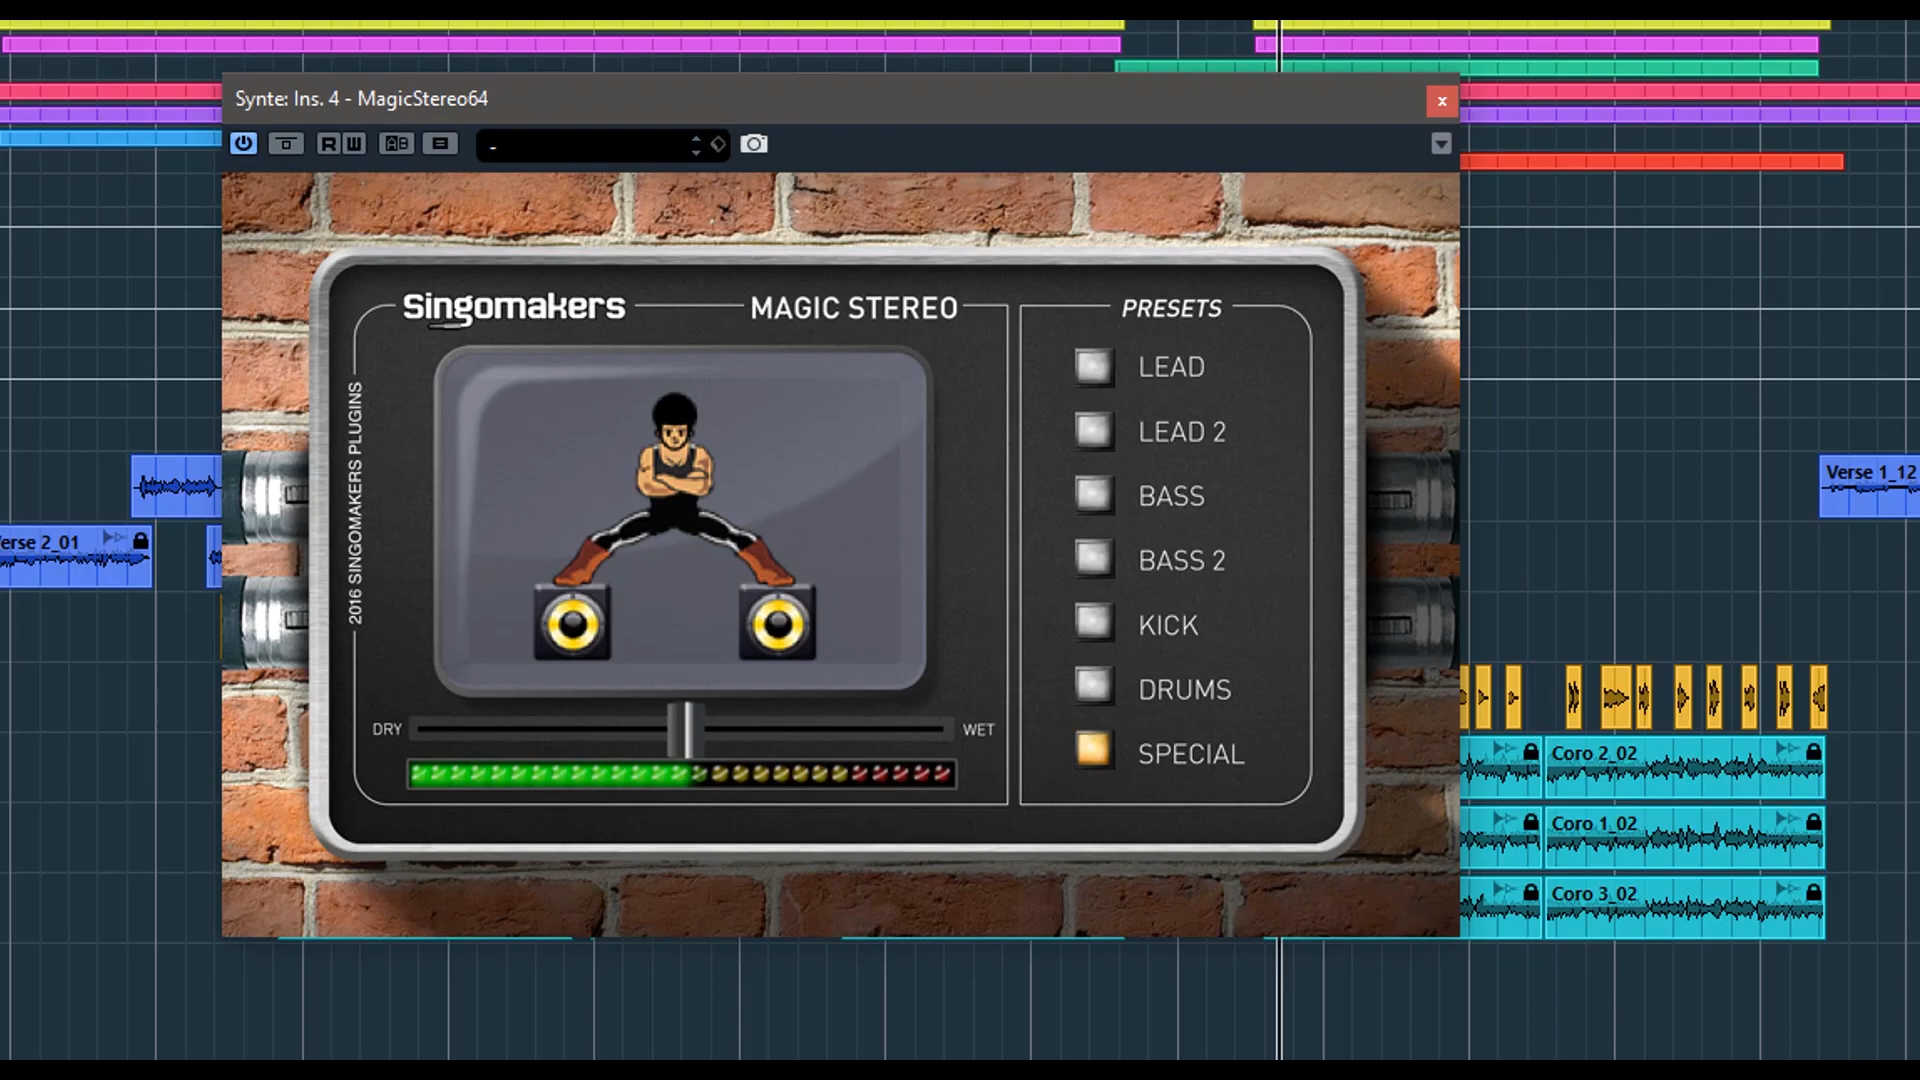 Synte: Ins. 4 - MagicStereo64
x
R W
-
Singomakers
MAGIC STEREO
2016 SINGOMAKERS PLUGINS
DRY
WET
PRESETS
LEAD
LEAD 2
BASS
BASS 2
KICK
DRUMS
SPECIAL
erse 2_01
Verse 1_12
Coro 2_02
Coro 1_02
Coro 3_02